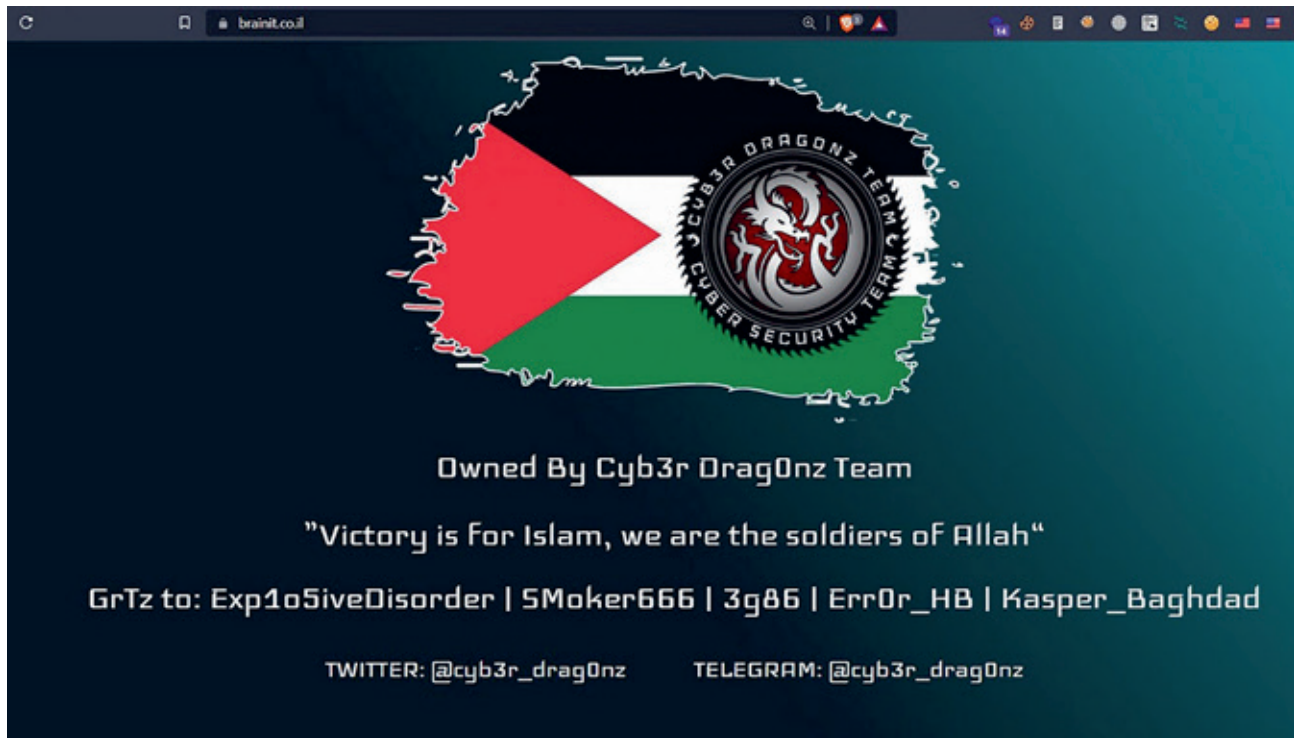 brainit.co.il
14
CYB3R DRAGONZ TEAM
CYBER SECURITY TEAM
Owned By Cyb3r Drag0nz Team
”Victory is for Islam, we are the soldiers of Allah“
GrTz to: Exp1o5iveDisorder | SMoker666 | 3g86 | Err0r_HB | Kasper_Baghdad
TWITTER: @cyb3r_drag0nz TELEGRAM: @cyb3r_drag0nz